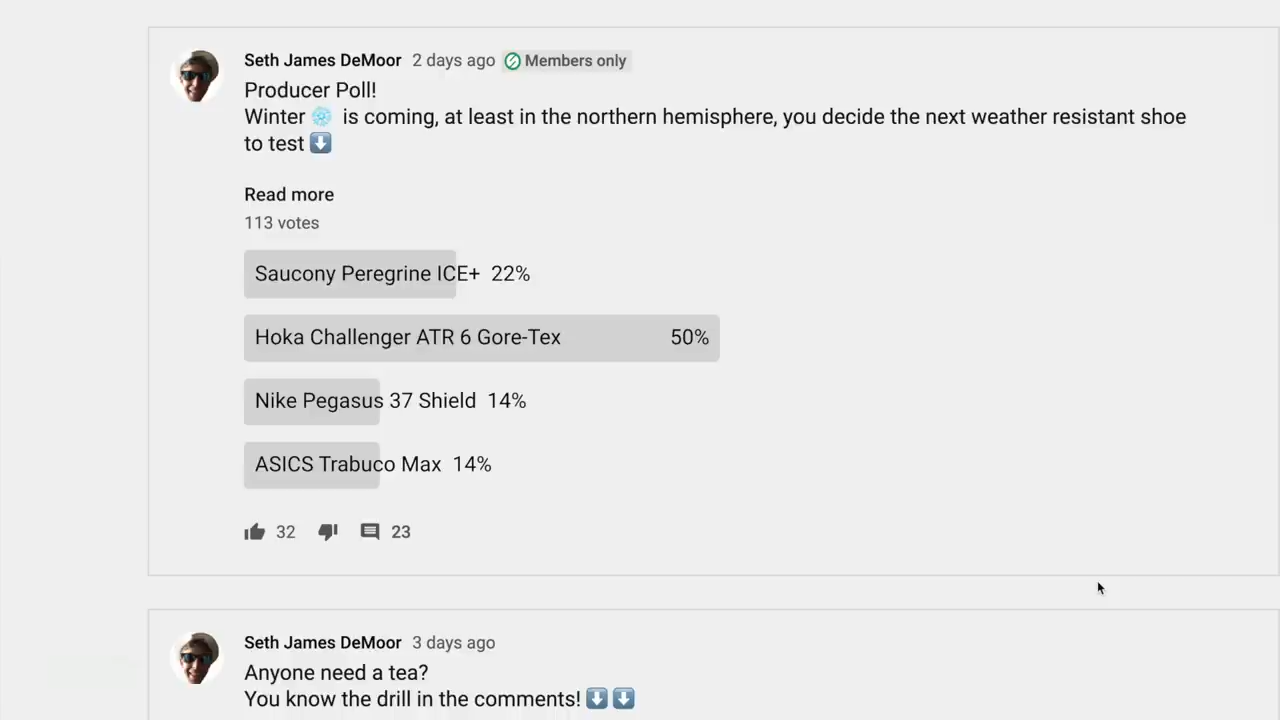 Seth James DeMoor 2 days ago Members only
Producer Poll!
Winter ❄️ is coming, at least in the northern hemisphere, you decide the next weather resistant shoe
to test ⬇️
Read more
113 votes
Saucony Peregrine ICE+ 22%
Hoka Challenger ATR 6 Gore-Tex 50%
Nike Pegasus 37 Shield 14%
ASICS Trabuco Max 14%
32 23
Seth James DeMoor 3 days ago
Anyone need a tea?
You know the drill in the comments! ⬇️⬇️